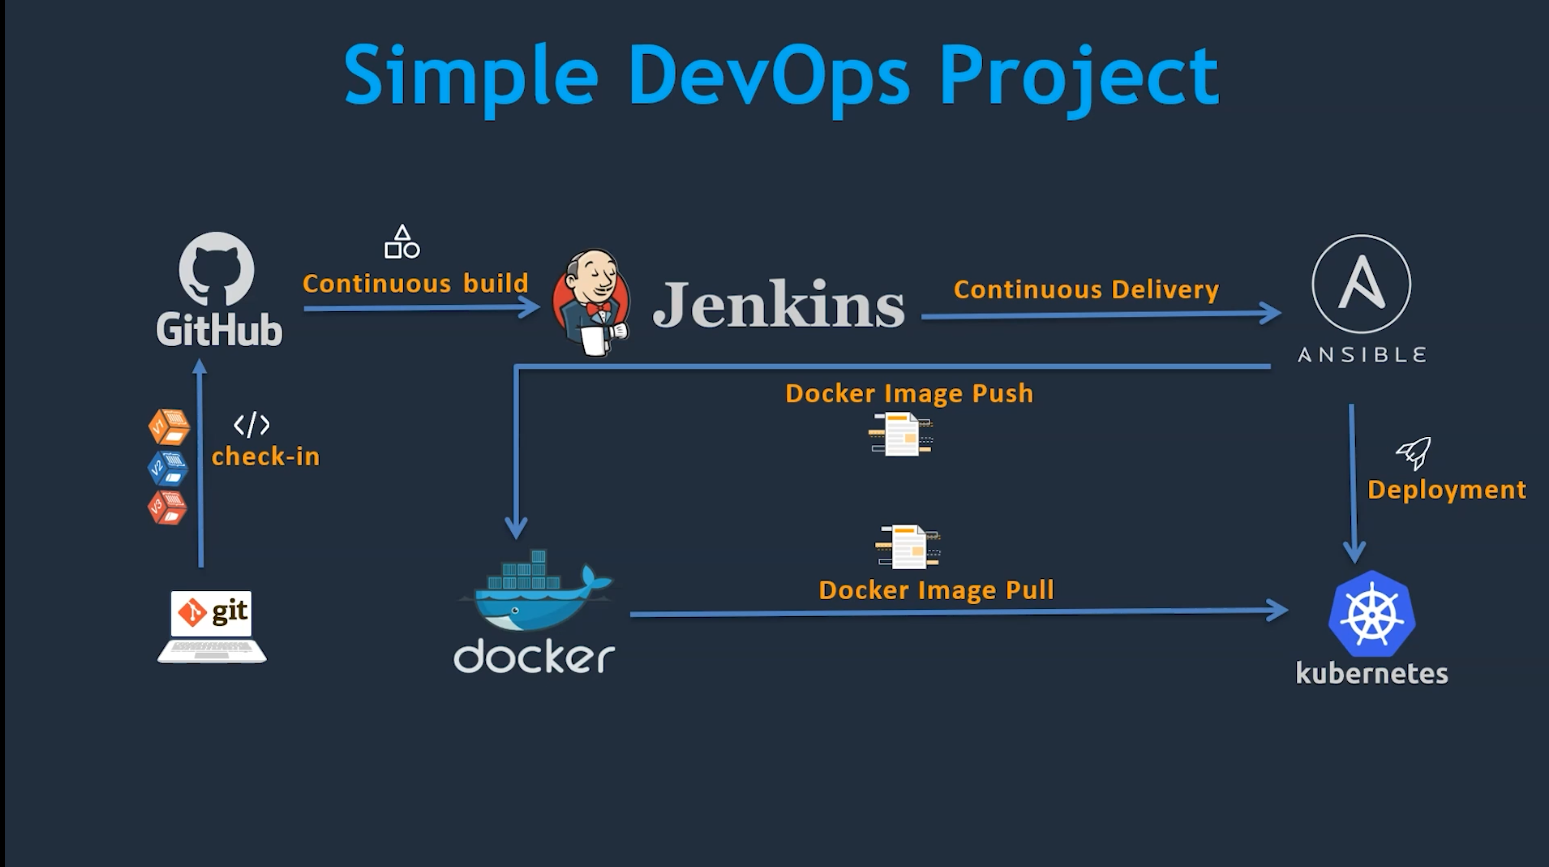 Simple DevOps Project
GitHub
Continuous build
Jenkins
Continuous Delivery
ANSIBLE
Docker Image Push
V1
V2
V3
</>
check-in
Deployment
git
docker
Docker Image Pull
kubernetes